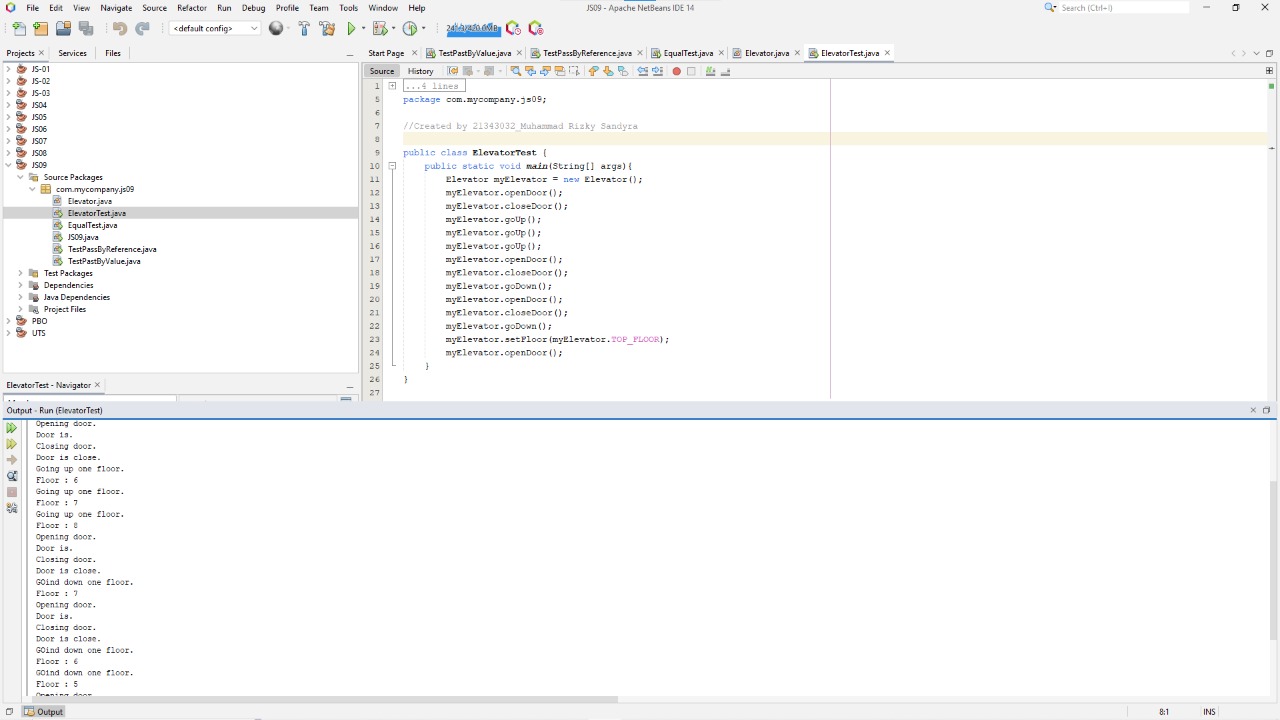 File Edit View Navigate Source Refactor Run Debug Profile Team Tools Window Help
JS09 - Apache NetBeans IDE 14
Search (Ctrl+I)
<default config>
Projects Services Files
Start Page TestPastByValue.java TestPassByReference.java EqualTest.java Elevator.java ElevatorTest.java
Source History
JS-01
JS-02
JS-03
JS04
JS05
JS06
JS07
JS08
JS09
Source Packages
com.mycompany.js09
Elevator.java
ElevatorTest.java
EqualTest.java
JS09.java
TestPassByReference.java
TestPastByValue.java
Test Packages
Dependencies
Java Dependencies
Project Files
PBO
UTS
ElevatorTest - Navigator
1 ...4 lines
5 package com.mycompany.js09;
6
7 //Created by 21343032_Muhammad Rizky Sandyra
8
9 public class ElevatorTest {
10 public static void main(String[] args){
11 Elevator myElevator = new Elevator();
12 myElevator.openDoor();
13 myElevator.closeDoor();
14 myElevator.goUp();
15 myElevator.goUp();
16 myElevator.goUp();
17 myElevator.openDoor();
18 myElevator.closeDoor();
19 myElevator.goDown();
20 myElevator.openDoor();
21 myElevator.closeDoor();
22 myElevator.goDown();
23 myElevator.setFloor(myElevator.TOP_FLOOR);
24 myElevator.openDoor();
25 }
26 }
27
Output - Run (ElevatorTest)
Opening door.
Door is.
Closing door.
Door is close.
Going up one floor.
Floor : 6
Going up one floor.
Floor : 7
Going up one floor.
Floor : 8
Opening door.
Door is.
Closing door.
Door is close.
GOind down one floor.
Floor : 7
Opening door.
Door is.
Closing door.
Door is close.
GOind down one floor.
Floor : 6
GOind down one floor.
Floor : 5
Opening door.
Output
8:1 INS